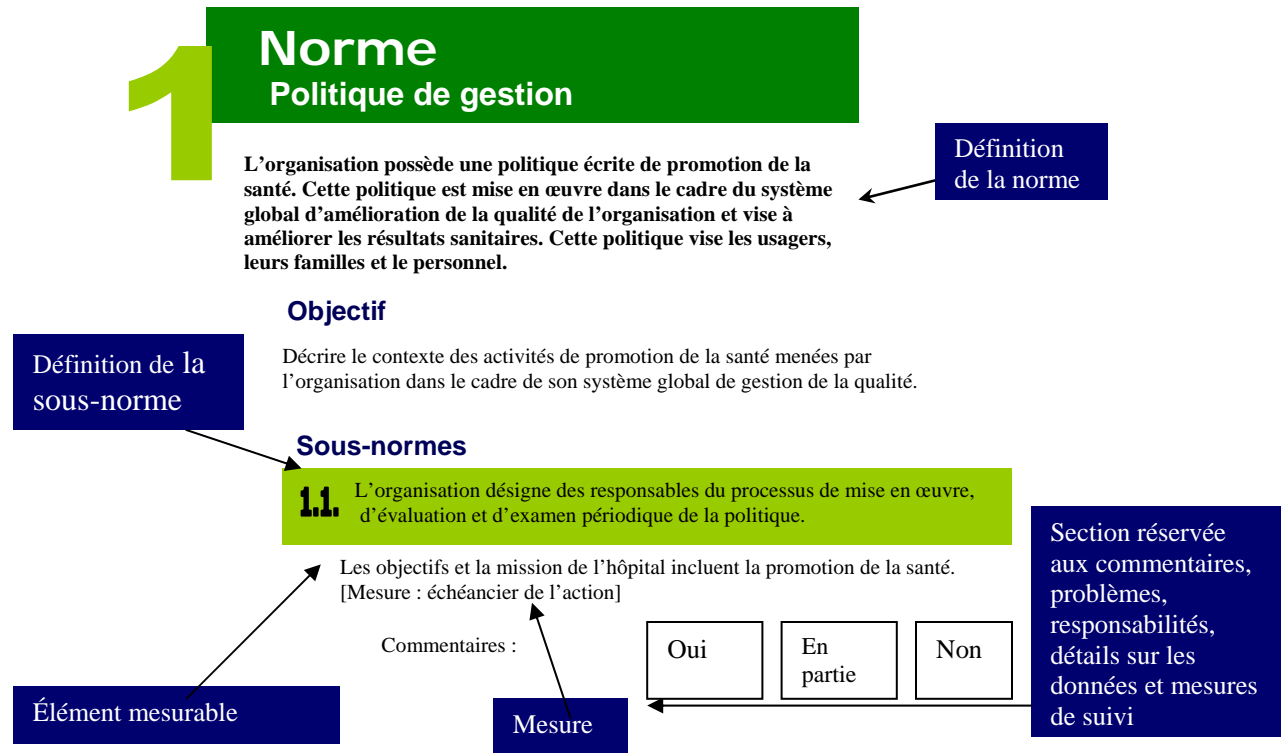 1
Norme
Politique de gestion
L’organisation possède une politique écrite de promotion de la
santé. Cette politique est mise en œuvre dans le cadre du système
global d’amélioration de la qualité de l’organisation et vise à
améliorer les résultats sanitaires. Cette politique vise les usagers,
leurs familles et le personnel.
Définition
de la norme
Objectif
Décrire le contexte des activités de promotion de la santé menées par
l’organisation dans le cadre de son système global de gestion de la qualité.
Définition de la
sous-norme
Sous-normes
1.1. L’organisation désigne des responsables du processus de mise en œuvre,
d’évaluation et d’examen périodique de la politique.
Les objectifs et la mission de l’hôpital incluent la promotion de la santé.
[Mesure : échéancier de l’action]
Commentaires :
Oui
En
partie
Non
Section réservée
aux commentaires,
problèmes,
responsabilités,
détails sur les
données et mesures
de suivi
Élément mesurable
Mesure